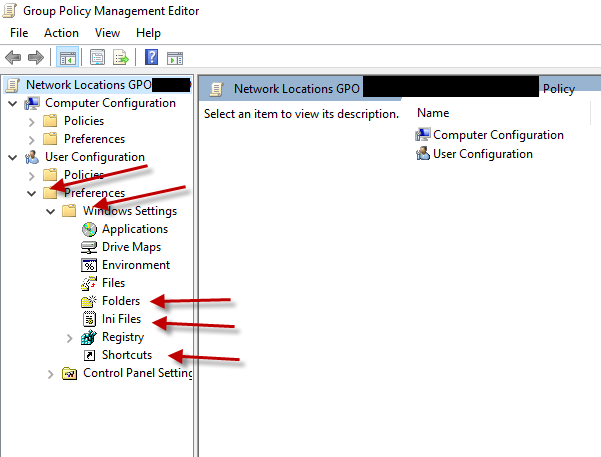 Group Policy Management Editor
File Action View Help
Network Locations GPO
Computer Configuration
Policies
Preferences
User Configuration
Policies
Preferences
Windows Settings
Applications
Drive Maps
Environment
Files
Folders
Ini Files
Registry
Shortcuts
Control Panel Setting
Network Locations GPO Policy
Select an item to view its description.
Name
Computer Configuration
User Configuration